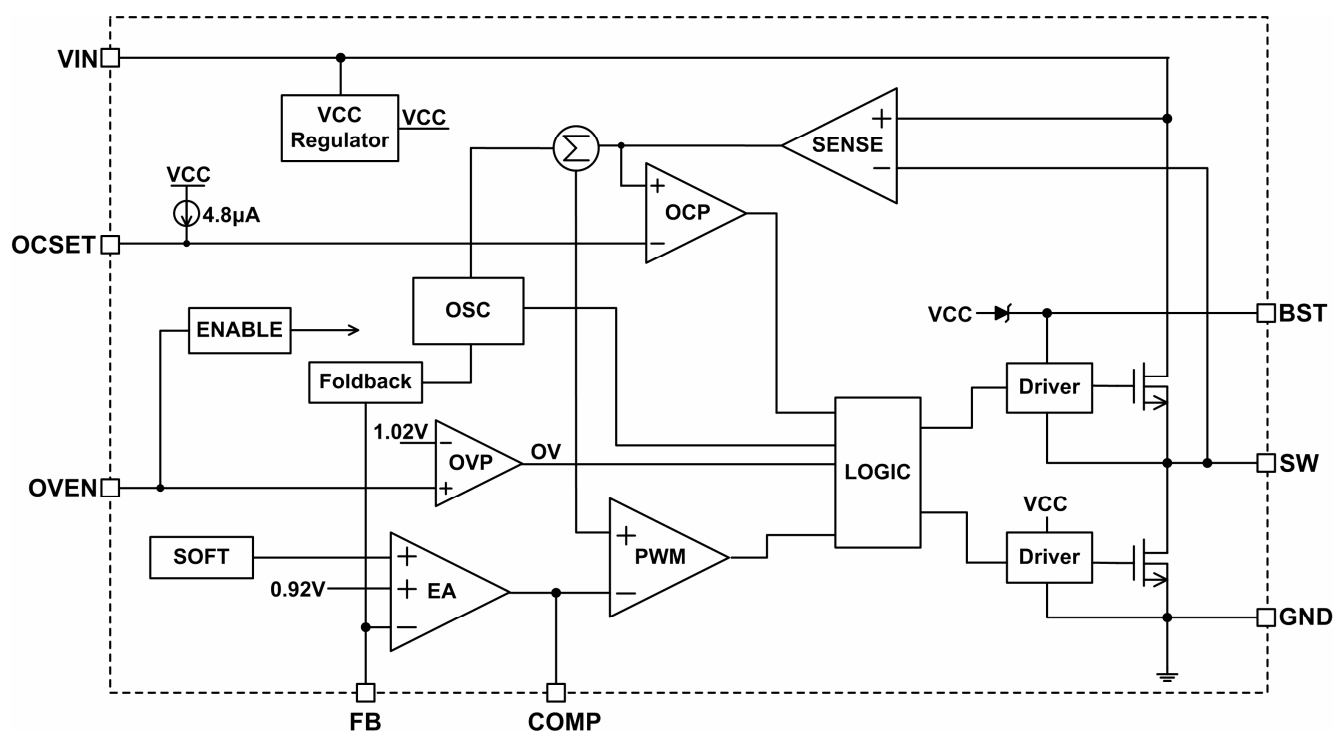 VIN
VCC
Regulator
VCC
Σ
+
SENSE
−
VCC
4.8µA
+
OCP
−
OCSET
OSC
ENABLE
VCC
BST
Foldback
Driver
1.02V
−
OVP
+
OV
LOGIC
SW
OVEN
VCC
SOFT
+
PWM
−
Driver
0.92V
+
+
EA
−
GND
FB
COMP